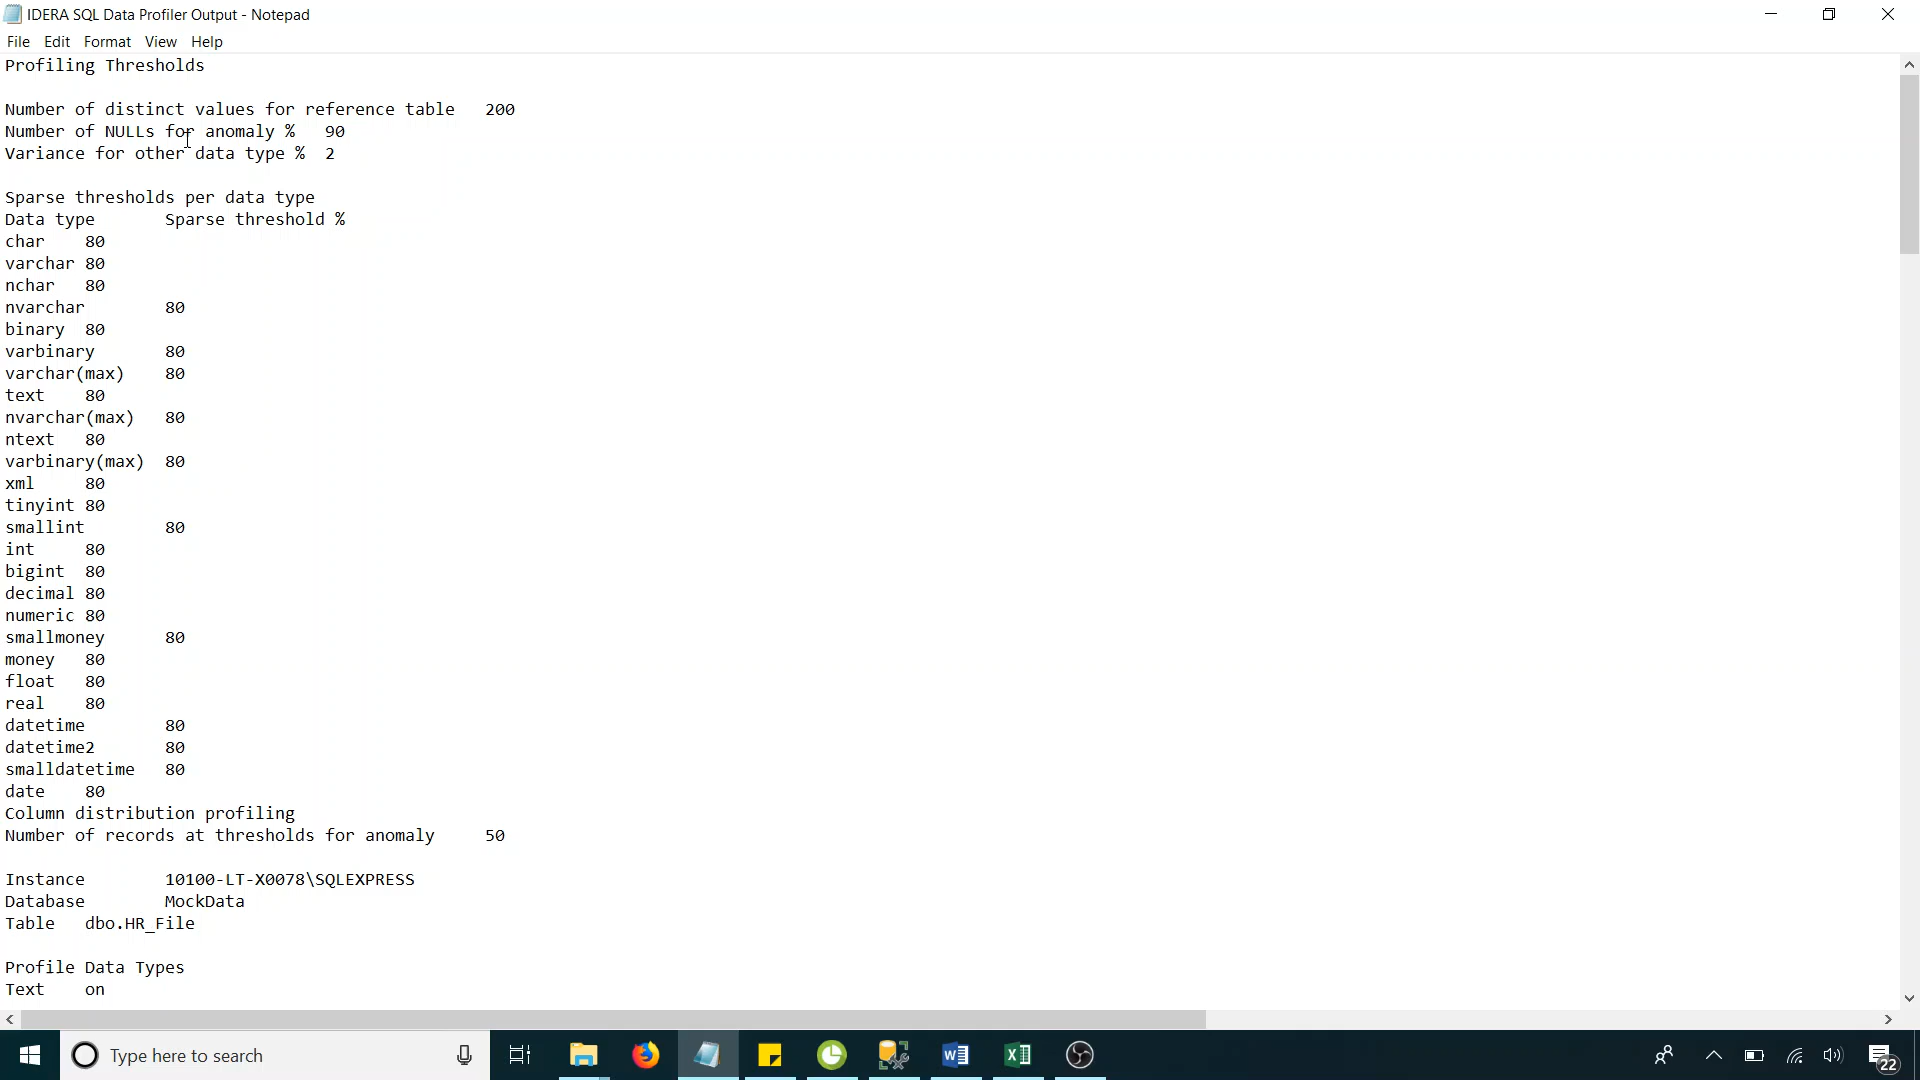 IDERA SQL Data Profiler Output - Notepad
File Edit Format View Help
Profiling Thresholds
Number of distinct values for reference table 200
Number of NULLs for anomaly % 90
Variance for other data type % 2
Sparse thresholds per data type
Data type Sparse threshold %
char 80
varchar 80
nchar 80
nvarchar 80
binary 80
varbinary 80
varchar(max) 80
text 80
nvarchar(max) 80
ntext 80
varbinary(max) 80
xml 80
tinyint 80
smallint 80
int 80
bigint 80
decimal 80
numeric 80
smallmoney 80
money 80
float 80
real 80
datetime 80
datetime2 80
smalldatetime 80
date 80
Column distribution profiling
Number of records at thresholds for anomaly 50
Instance 10100-LT-X0078\SQLEXPRESS
Database MockData
Table dbo.HR_File
Profile Data Types
Text on
Type here to search
22